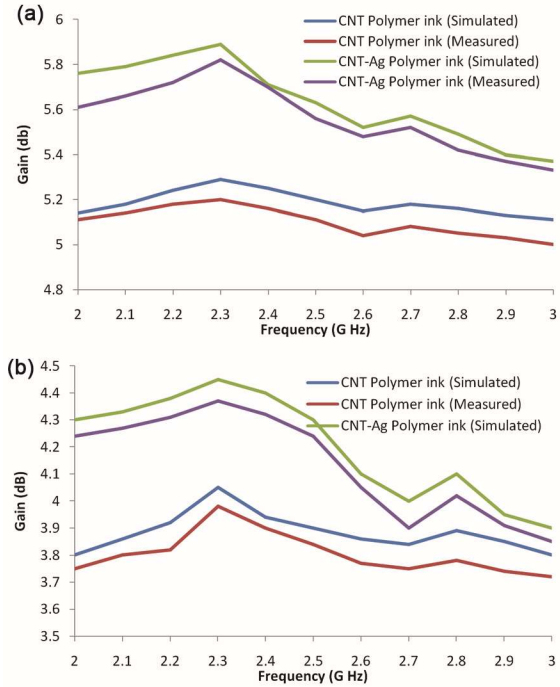 (a)
CNT Polymer ink (Simulated)
CNT Polymer ink (Measured)
CNT-Ag Polymer ink (Simulated)
CNT-Ag Polymer ink (Measured)
6
5.8
5.6
5.4
5.2
5
4.8
Gain (db)
2 2.1 2.2 2.3 2.4 2.5 2.6 2.7 2.8 2.9 3
Frequency (G Hz)
(b)
CNT Polymer ink (Simulated)
CNT Polymer ink (Measured)
CNT-Ag Polymer ink (Simulated)
4.5
4.4
4.3
4.2
4.1
4
3.9
3.8
3.7
3.6
3.5
Gain (dB)
2 2.1 2.2 2.3 2.4 2.5 2.6 2.7 2.8 2.9 3
Frequency (G Hz)